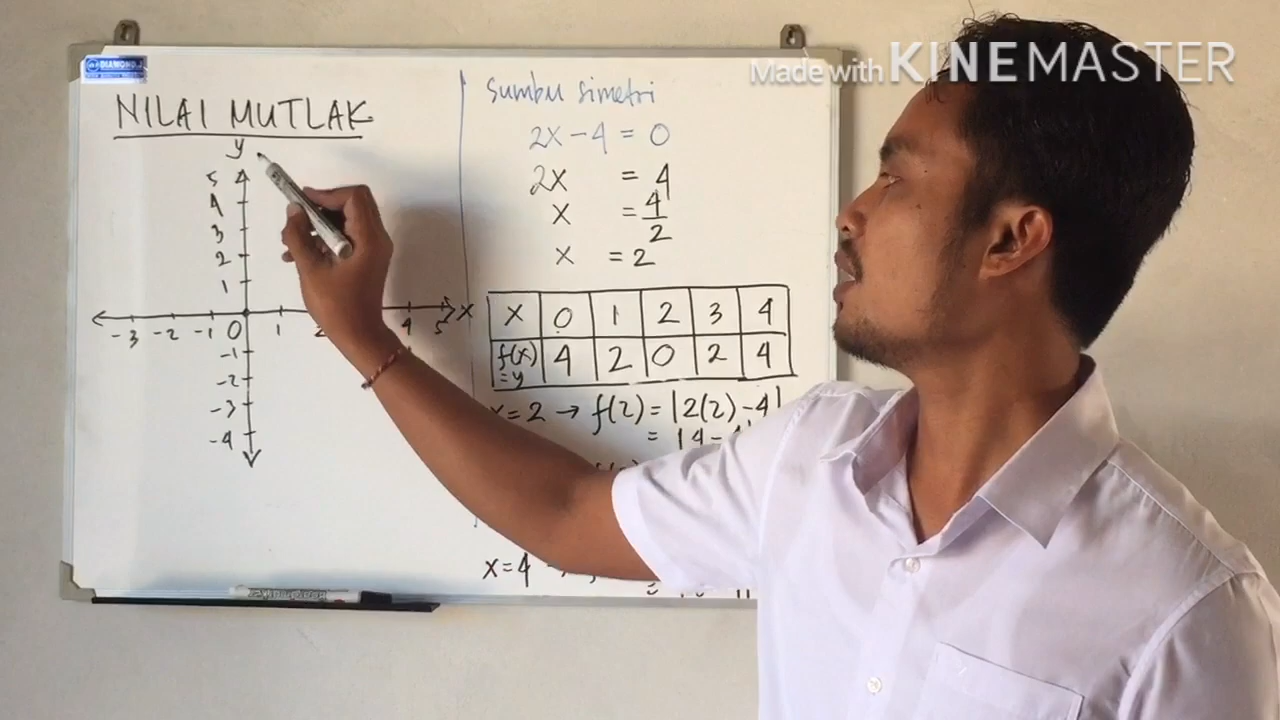 Made with KINEMASTER
DIAMOND
NILAI MUTLAK
y
5
4
3
2
1
-3 -2 -1 0 1 2 4 5 x
-1
-2
-3
-4
Sumbu simetri
2x - 4 = 0
2x = 4
x = 4/2
x = 2
x 0 1 2 3 4
f(x) = y 4 2 0 2 4
x = 2 → f(2) = |2(2) - 4|
= |4 - 4
x = 4